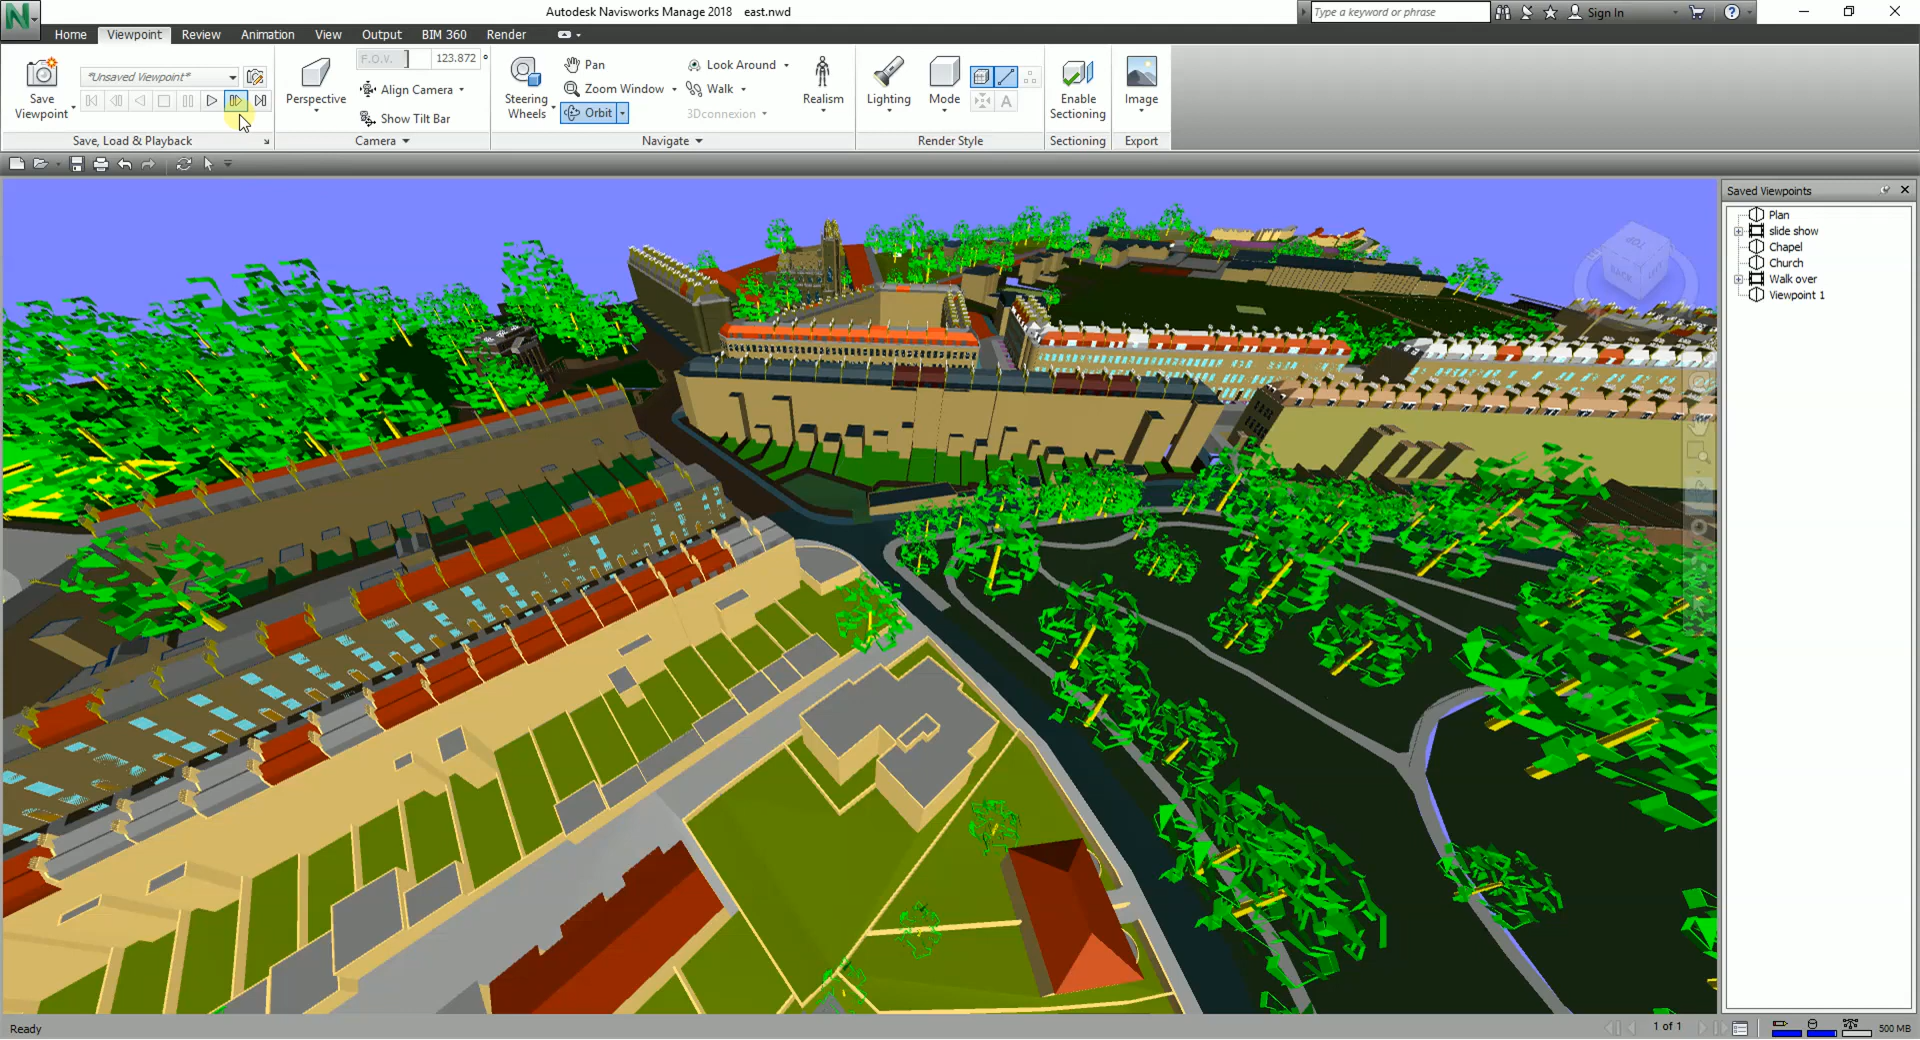 N Autodesk Navisworks Manage 2018 east.nwd Type a keyword or phrase Sign In ?
Home Viewpoint Review Animation View Output BIM 360 Render
Save Viewpoint
*Unsaved Viewpoint*
Save, Load & Playback
Perspective
F.O.V. 123.872 °
Align Camera
Show Tilt Bar
Camera
Steering Wheels
Pan
Zoom Window
Orbit
Look Around
Walk
3Dconnexion
Realism
Navigate
Lighting
Mode
A
Render Style
Enable Sectioning
Sectioning
Image
Export
TOP
BACK LEFT
Saved Viewpoints
Plan
slide show
Chapel
Church
Walk over
Viewpoint 1
Ready 1 of 1 500 MB